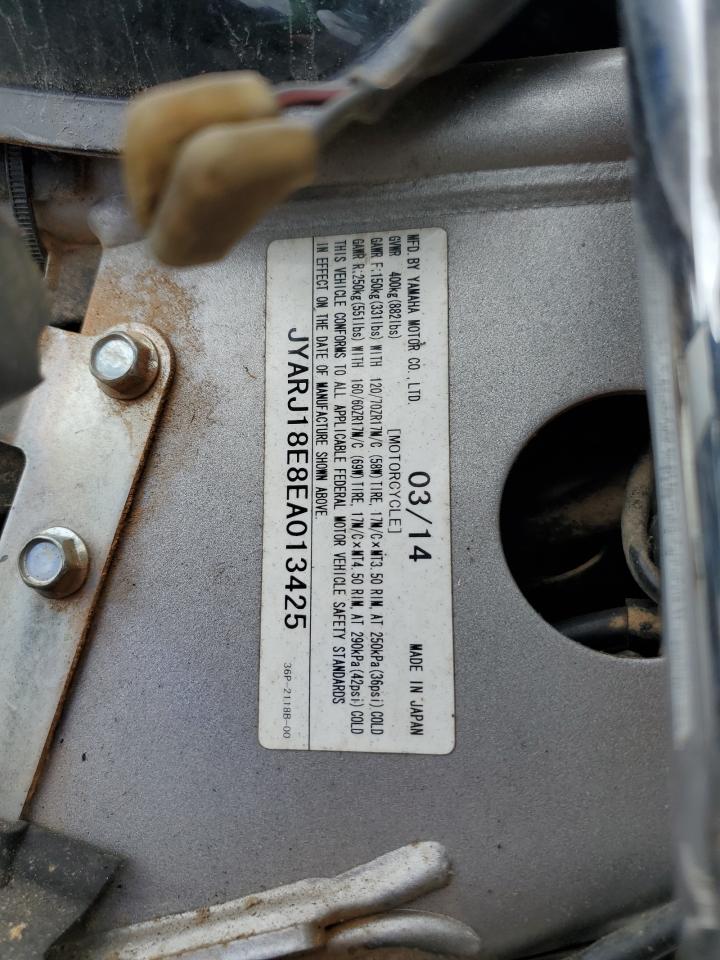 MFD. BY YAMAHA MOTOR CO., LTD. 03/14 MADE IN JAPAN
GVWR 400kg(882lbs) [MOTORCYCLE]
GAWR F:150kg(331lbs) WITH 120/70ZR17M/C (58W) TIRE, 17M/C×MT3.50 RIM, AT 250kPa(36psi) COLD
GAWR R:250kg(551lbs) WITH 160/60ZR17M/C (69W) TIRE, 17M/C×MT4.50 RIM, AT 290kPa(42psi) COLD
THIS VEHICLE CONFORMS TO ALL APPLICABLE FEDERAL MOTOR VEHICLE SAFETY STANDARDS
IN EFFECT ON THE DATE OF MANUFACTURE SHOWN ABOVE.
JYARJ18E8EA013425
36P-2118B-00